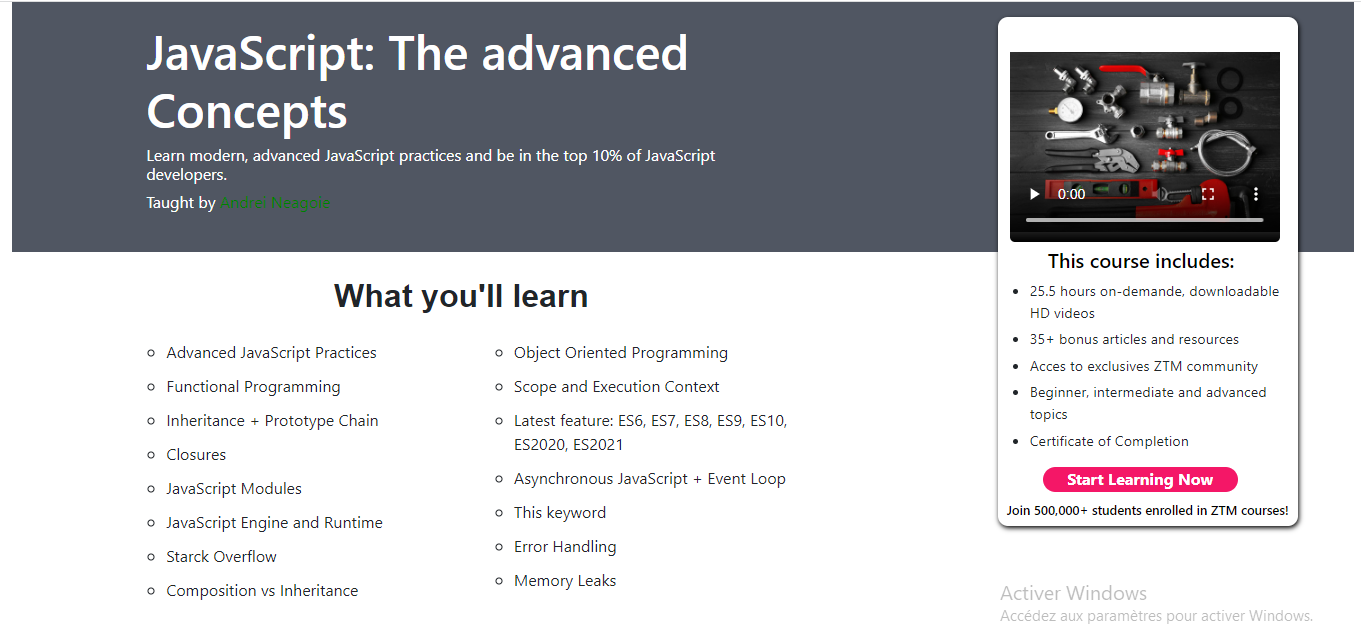 JavaScript: The advanced
Concepts
Learn modern, advanced JavaScript practices and be in the top 10% of JavaScript
developers.
Taught by Andrei Neagoie
0:00
This course includes:
25.5 hours on-demande, downloadable
HD videos
35+ bonus articles and resources
Acces to exclusives ZTM community
Beginner, intermediate and advanced
topics
Certificate of Completion
Start Learning Now
Join 500,000+ students enrolled in ZTM courses!
What you'll learn
Advanced JavaScript Practices
Functional Programming
Inheritance + Prototype Chain
Closures
JavaScript Modules
JavaScript Engine and Runtime
Starck Overflow
Composition vs Inheritance
Object Oriented Programming
Scope and Execution Context
Latest feature: ES6, ES7, ES8, ES9, ES10,
ES2020, ES2021
Asynchronous JavaScript + Event Loop
This keyword
Error Handling
Memory Leaks
Activer Windows
Accédez aux paramètres pour activer Windows.